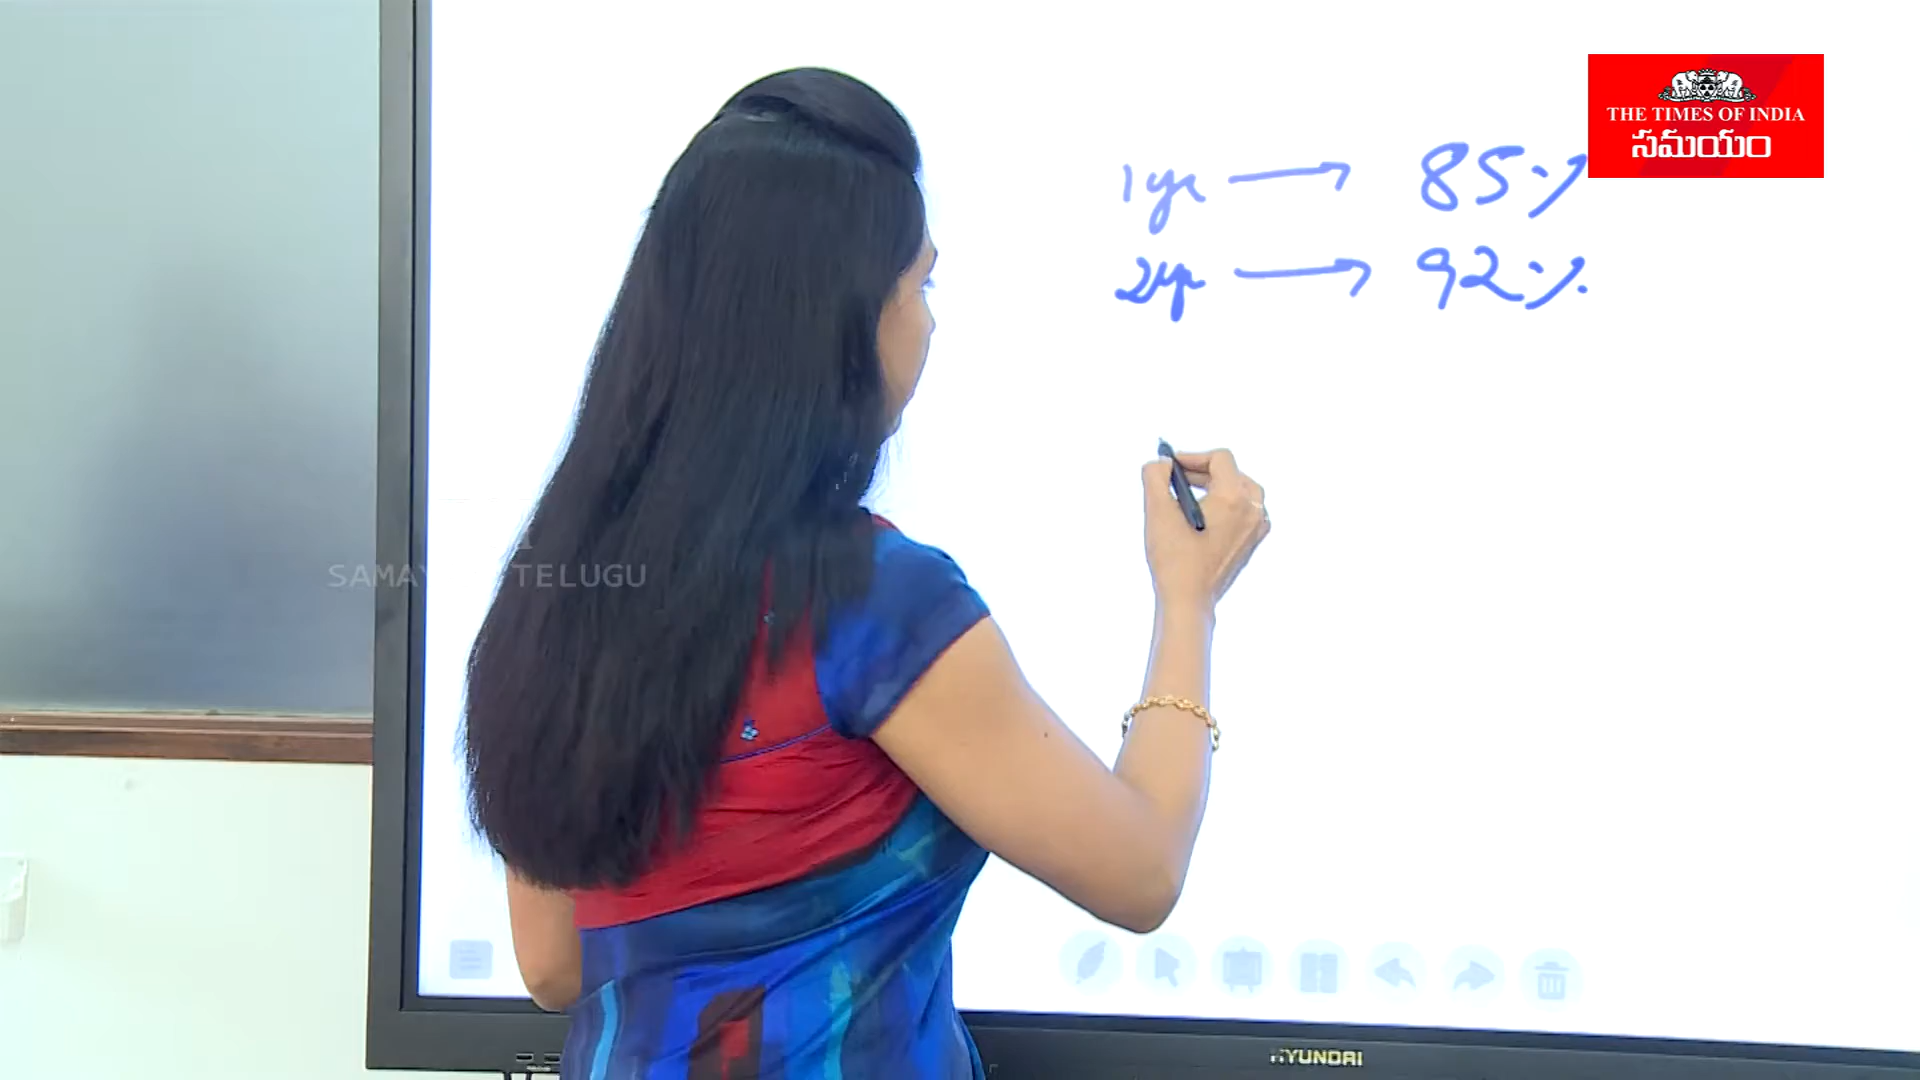 THE TIMES OF INDIA
సమయం
1yr → 85%
2yr → 92%
TELUGU
HYUNDAI